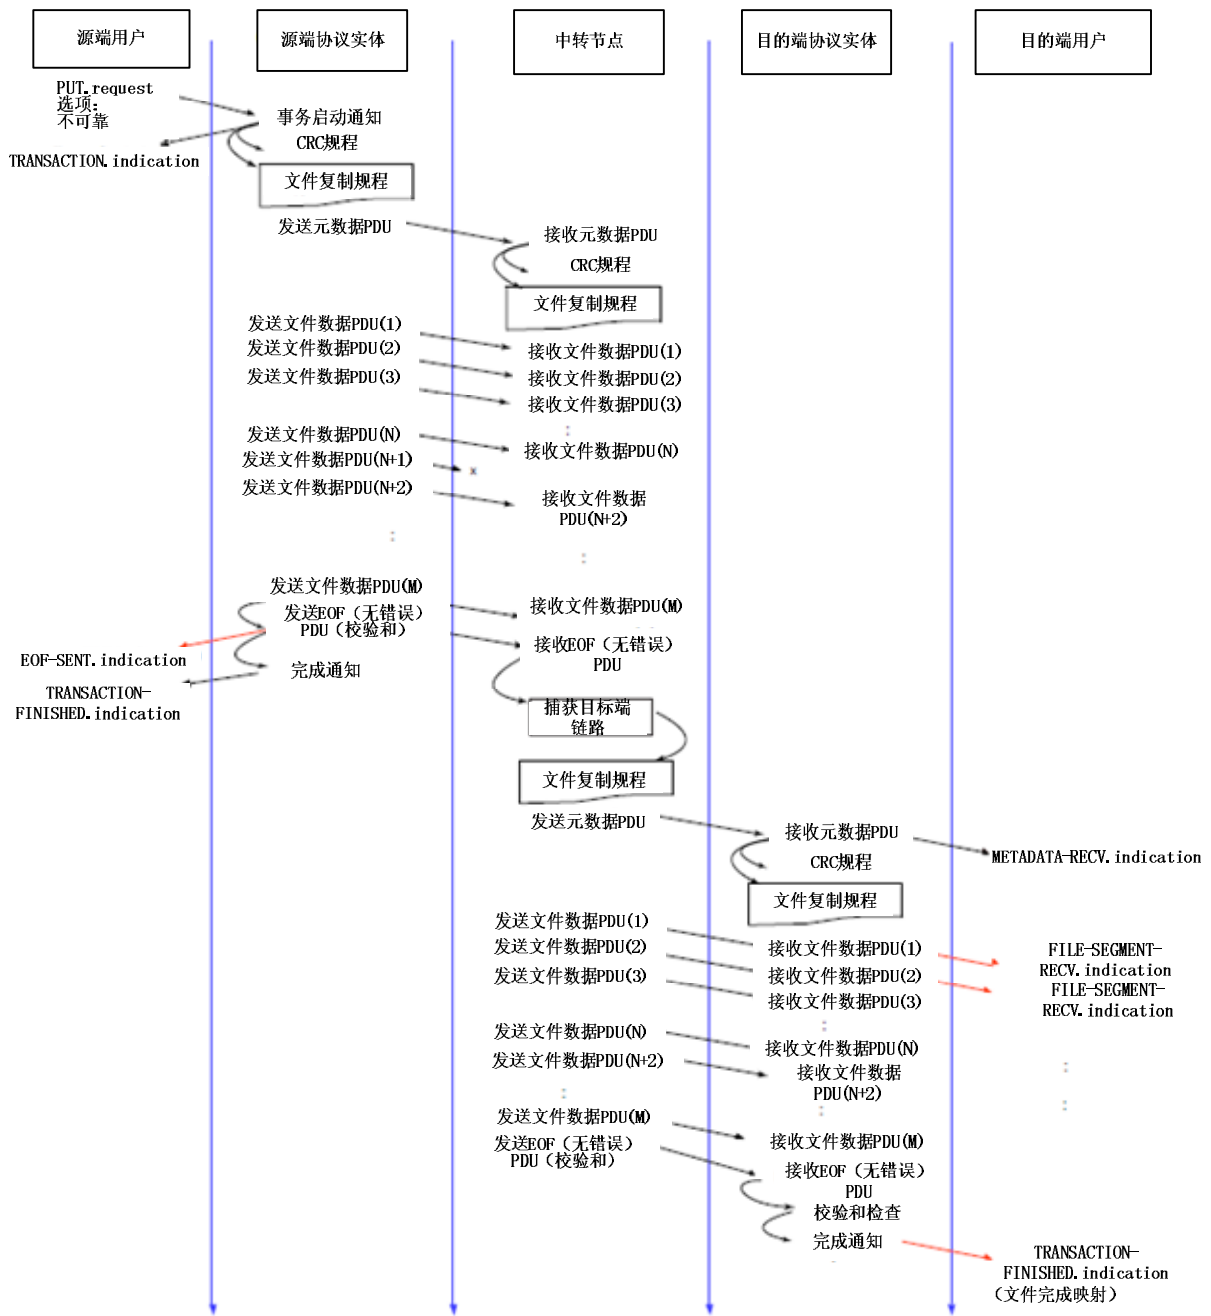 源端用户
源端协议实体
中转节点
目的端协议实体
目的端用户
PUT.request
选项:
不可靠
事务启动通知
CRC规程
TRANSACTION.indication
文件复制规程
发送元数据PDU
接收元数据PDU
CRC规程
文件复制规程
发送文件数据PDU(1)
接收文件数据PDU(1)
发送文件数据PDU(2)
接收文件数据PDU(2)
发送文件数据PDU(3)
接收文件数据PDU(3)
:
发送文件数据PDU(N)
接收文件数据PDU(N)
发送文件数据PDU(N+1)
x
发送文件数据PDU(N+2)
接收文件数据
PDU(N+2)
:
:
发送文件数据PDU(M)
接收文件数据PDU(M)
发送EOF（无错误）
PDU（校验和）
接收EOF（无错误）
PDU
EOF-SENT.indication
完成通知
TRANSACTION-
FINISHED.indication
捕获目标端
链路
文件复制规程
发送元数据PDU
接收元数据PDU
METADATA-RECV.indication
CRC规程
文件复制规程
发送文件数据PDU(1)
接收文件数据PDU(1)
FILE-SEGMENT-
RECV.indication
发送文件数据PDU(2)
接收文件数据PDU(2)
FILE-SEGMENT-
RECV.indication
发送文件数据PDU(3)
接收文件数据PDU(3)
:
发送文件数据PDU(N)
接收文件数据PDU(N)
发送文件数据PDU(N+2)
接收文件数据
PDU(N+2)
:
:
:
:
发送文件数据PDU(M)
接收文件数据PDU(M)
发送EOF（无错误）
PDU（校验和）
接收EOF（无错误）
PDU
校验和检查
完成通知
TRANSACTION-
FINISHED.indication
（文件完成映射）